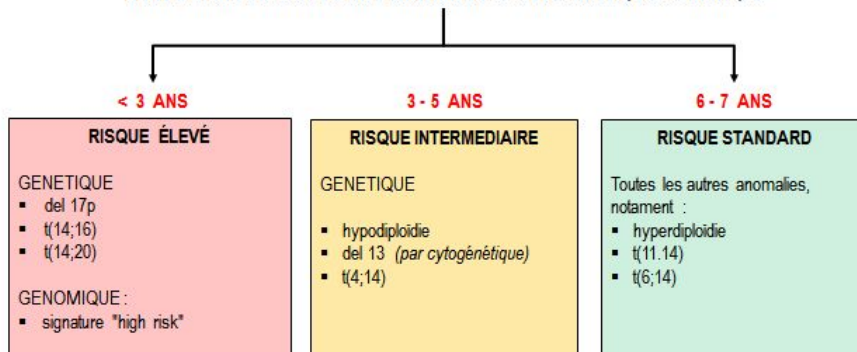 < 3 ANS
3 - 5 ANS
6 - 7 ANS
RISQUE ÉLEVÉ
GENETIQUE
▪ del 17p
▪ t(14;16)
▪ t(14;20)
GENOMIQUE :
▪ signature "high risk"
RISQUE INTERMEDIAIRE
GENETIQUE
▪ hypodiploïdie
▪ del 13 (par cytogénétique)
▪ t(4;14)
RISQUE STANDARD
Toutes les autres anomalies,
notament :
▪ hyperdiploïdie
▪ t(11.14)
▪ t(6;14)